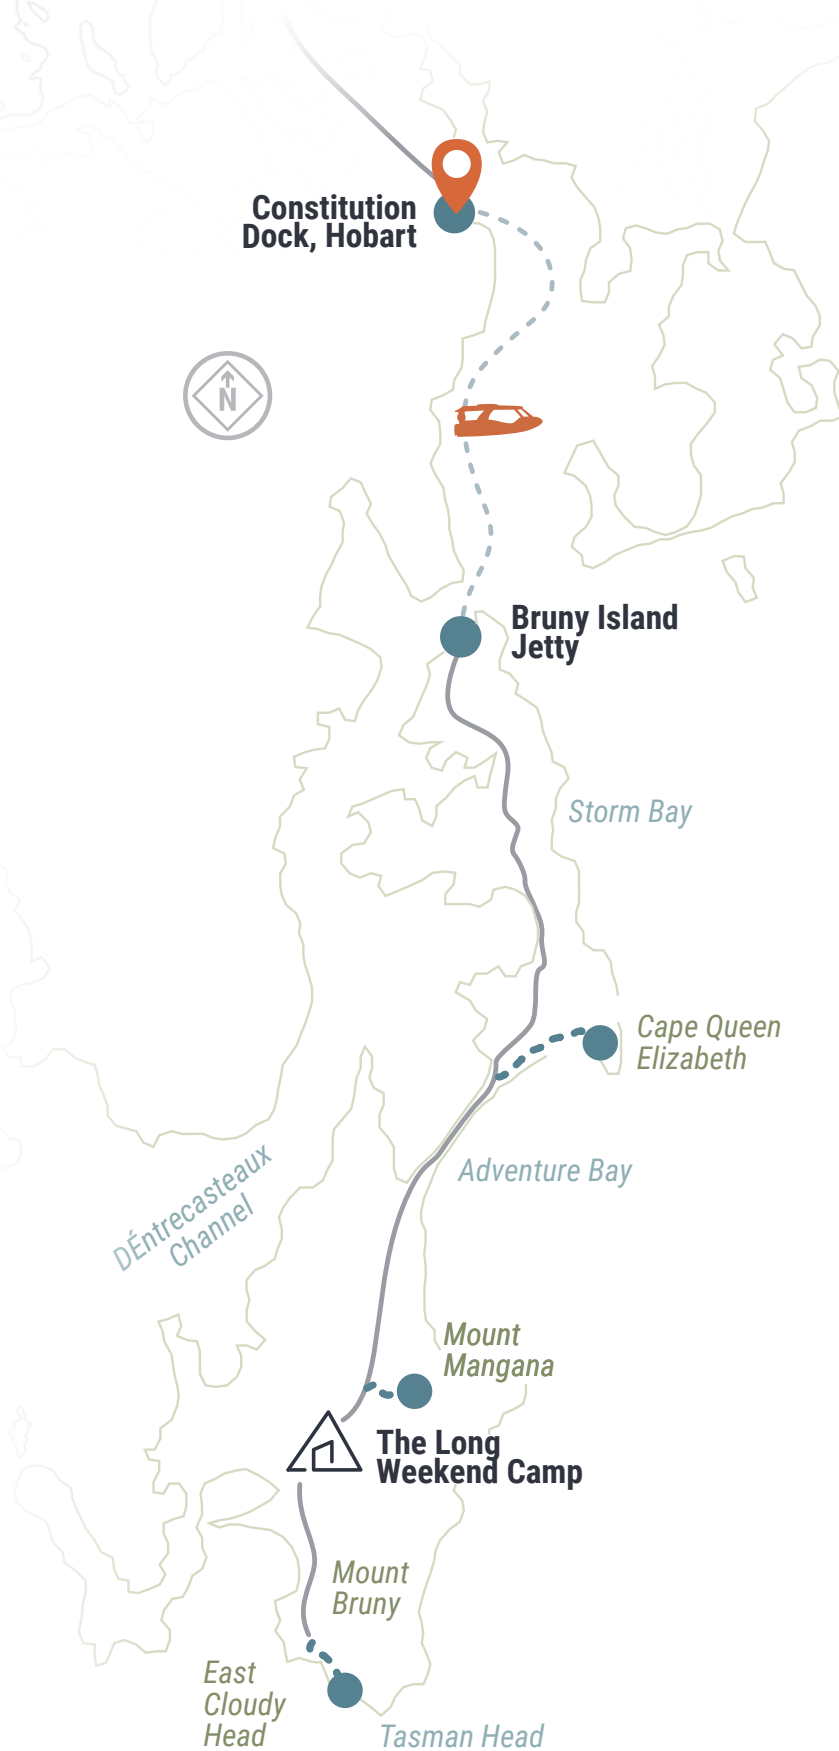 Constitution
Dock, Hobart
N
Bruny Island
Jetty
Storm Bay
Cape Queen
Elizabeth
Adventure Bay
DÉntrecasteaux
Channel
Mount
Mangana
The Long
Weekend Camp
Mount
Bruny
East
Cloudy
Head
Tasman Head